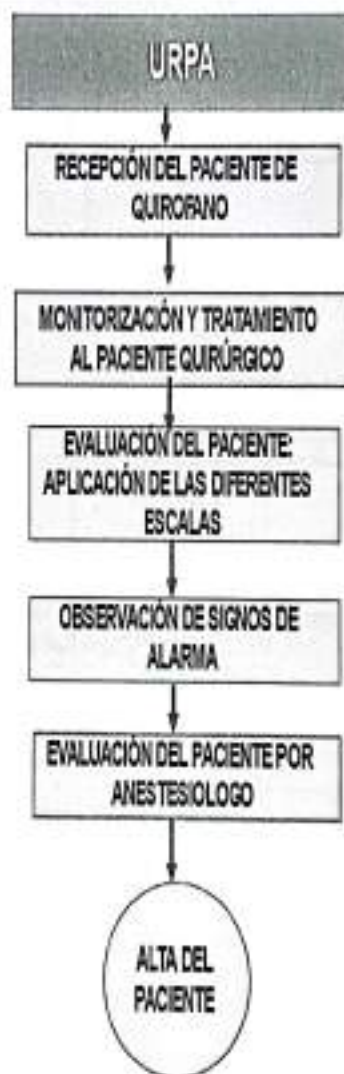 URPA
RECEPCIÓN DEL PACIENTE DE
QUIROFANO
MONITORIZACIÓN Y TRATAMIENTO
AL PACIENTE QUIRÚRGICO
EVALUACIÓN DEL PACIENTE:
APLICACIÓN DE LAS DIFERENTES
ESCALAS
OBSERVACIÓN DE SIGNOS DE
ALARMA
EVALUACIÓN DEL PACIENTE POR
ANESTESIOLOGO
ALTA DEL
PACIENTE